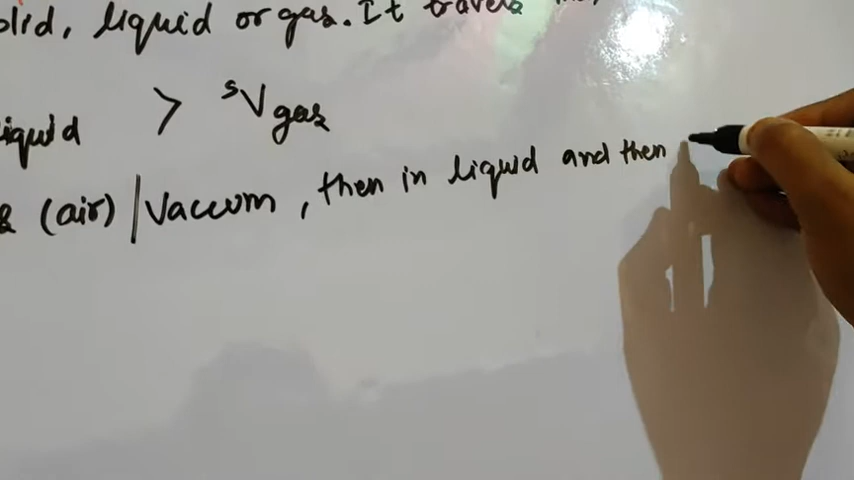 olid, liquid or gas. It travels
iquid > sVgas
(air) | Vaccum, then in liquid and then